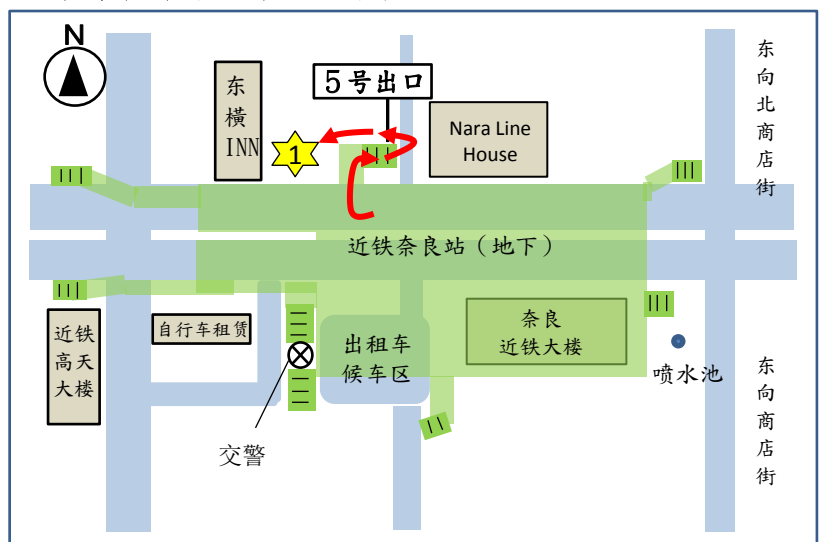 N
东
横
INN
5号出口
Nara Line
House
1
东
向
北
商
店
街
近铁奈良站（地下）
近铁
高天
大楼
自行车租赁
出租车
候车区
奈良
近铁大楼
喷水池
交警
东
向
商
店
街